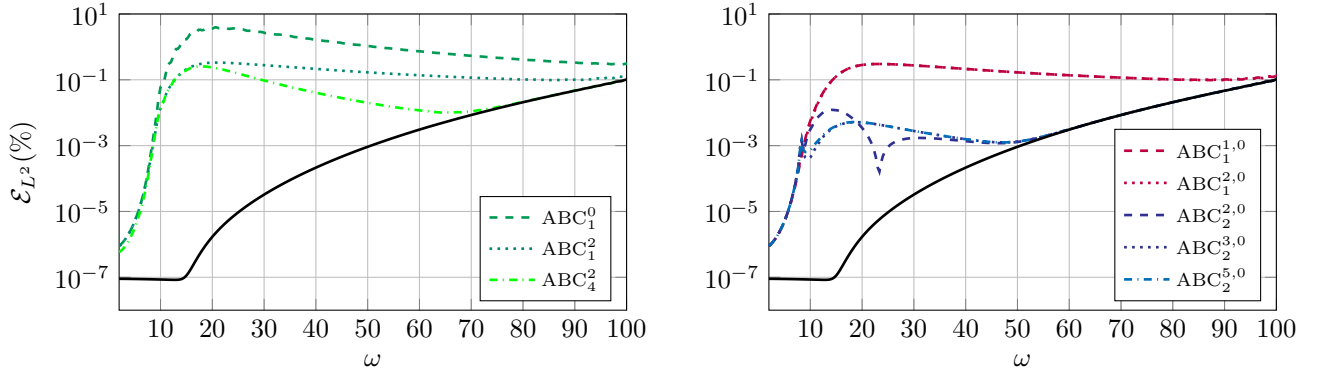 10^1
10^−1
10^−3
10^−5
10^−7
ℰ_{L^2}(%)
10 20 30 40 50 60 70 80 90 100
ω
ABC_1^0
ABC_1^2
ABC_4^2
10^1
10^−1
10^−3
10^−5
10^−7
10 20 30 40 50 60 70 80 90 100
ω
ABC_1^{1,0}
ABC_1^{2,0}
ABC_2^{2,0}
ABC_2^{3,0}
ABC_2^{5,0}